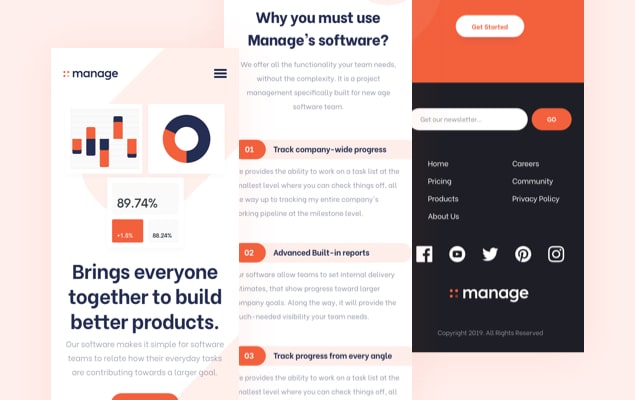 manage
89.74%
+1.5%
88.24%
Brings everyone
together to build
better products.
Our software makes it simple for software
teams to relate how their everyday tasks
are contributing towards a larger goal.
Why you must use
Manage's software?
We offer all the functionality your team needs,
without the complexity. It is a project
management specifically built for new age
software team.
01 Track company-wide progress
provides the ability to work on a task list at the
smallest level where you can check things off, all
way up to tracking my entire company's
working pipeline at the milestone level.
02 Advanced Built-in reports
software allow teams to set internal delivery
estimates, that show progress toward larger
company goals. Along the way, it will provide the
much-needed visibility your team needs.
03 Track progress from every angle
provides the ability to work on a task list at the
smallest level where you can check things off, all
Get Started
Get our newsletter...
GO
Home
Careers
Pricing
Community
Products
Privacy Policy
About Us
manage
Copyright 2019. All Rights Reserved